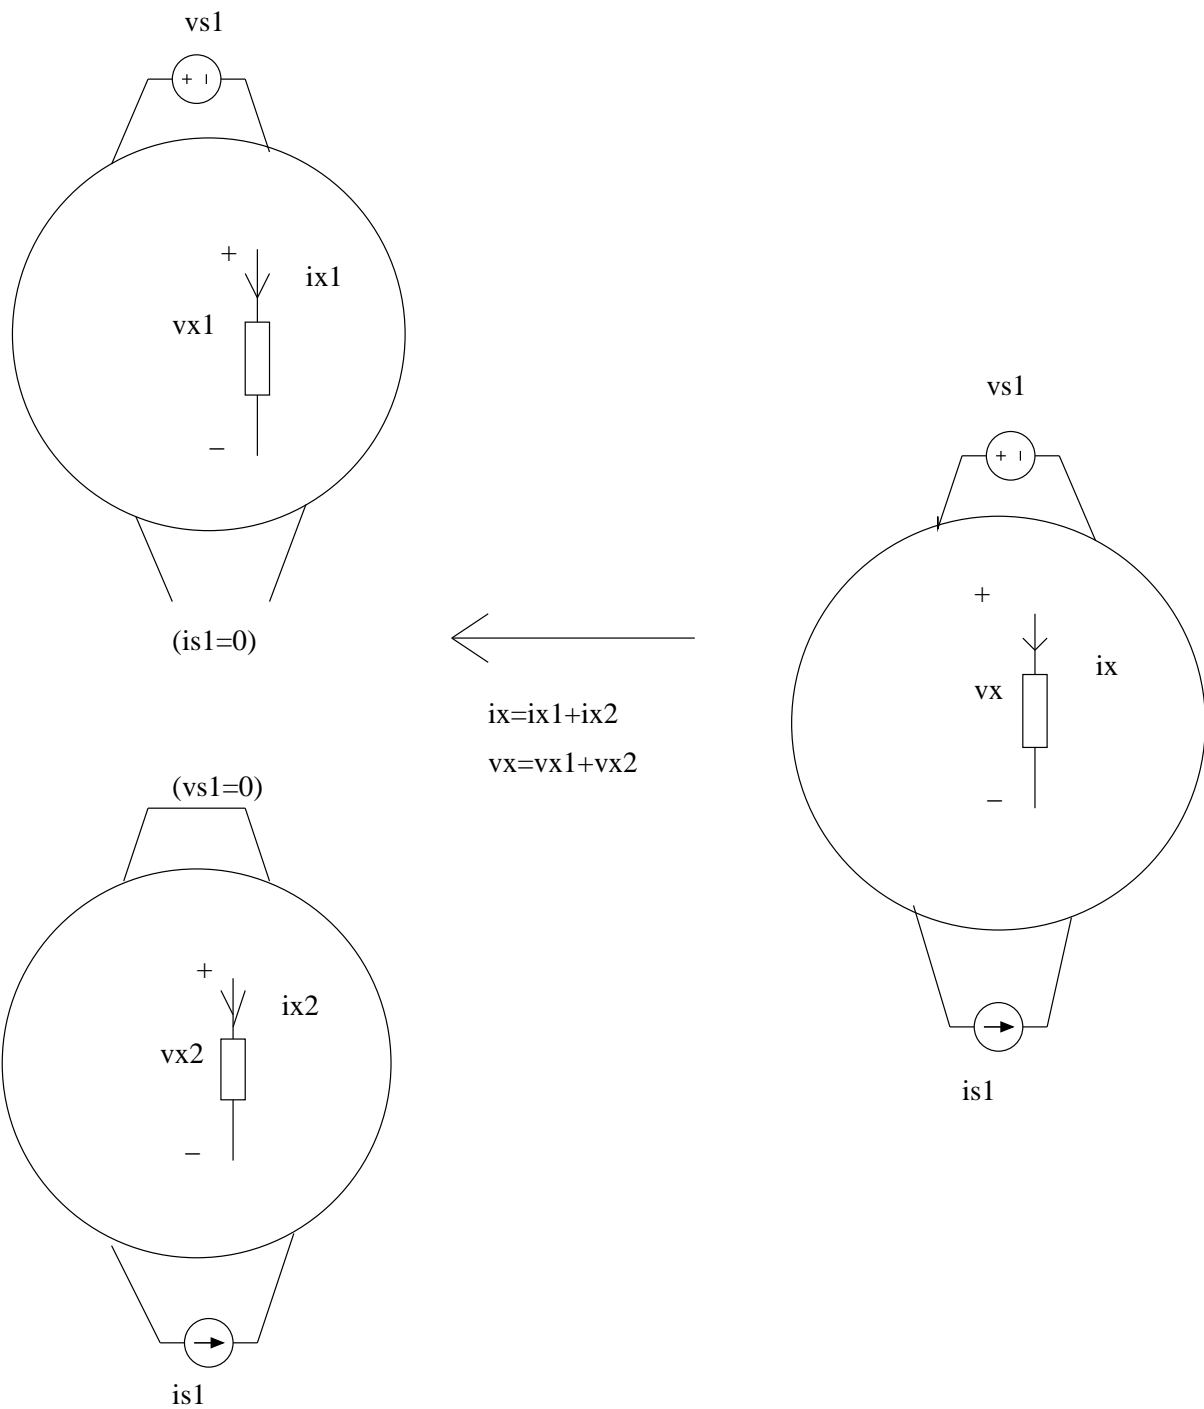 vs1
+ −
+
ix1
vx1
−
(is1=0)
ix=ix1+ix2
vx=vx1+vx2
(vs1=0)
+
ix2
vx2
−
is1
vs1
+ −
+
ix
vx
−
is1